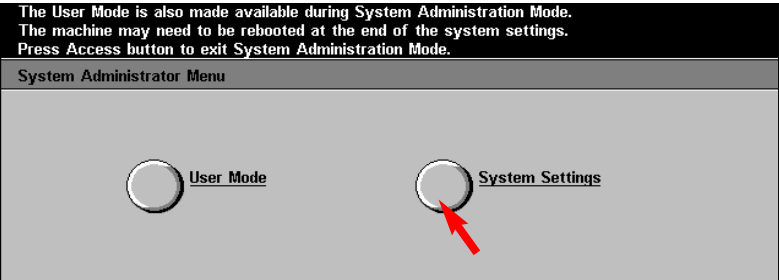 The User Mode is also made available during System Administration Mode.
The machine may need to be rebooted at the end of the system settings.
Press Access button to exit System Administration Mode.
System Administrator Menu
User Mode
System Settings